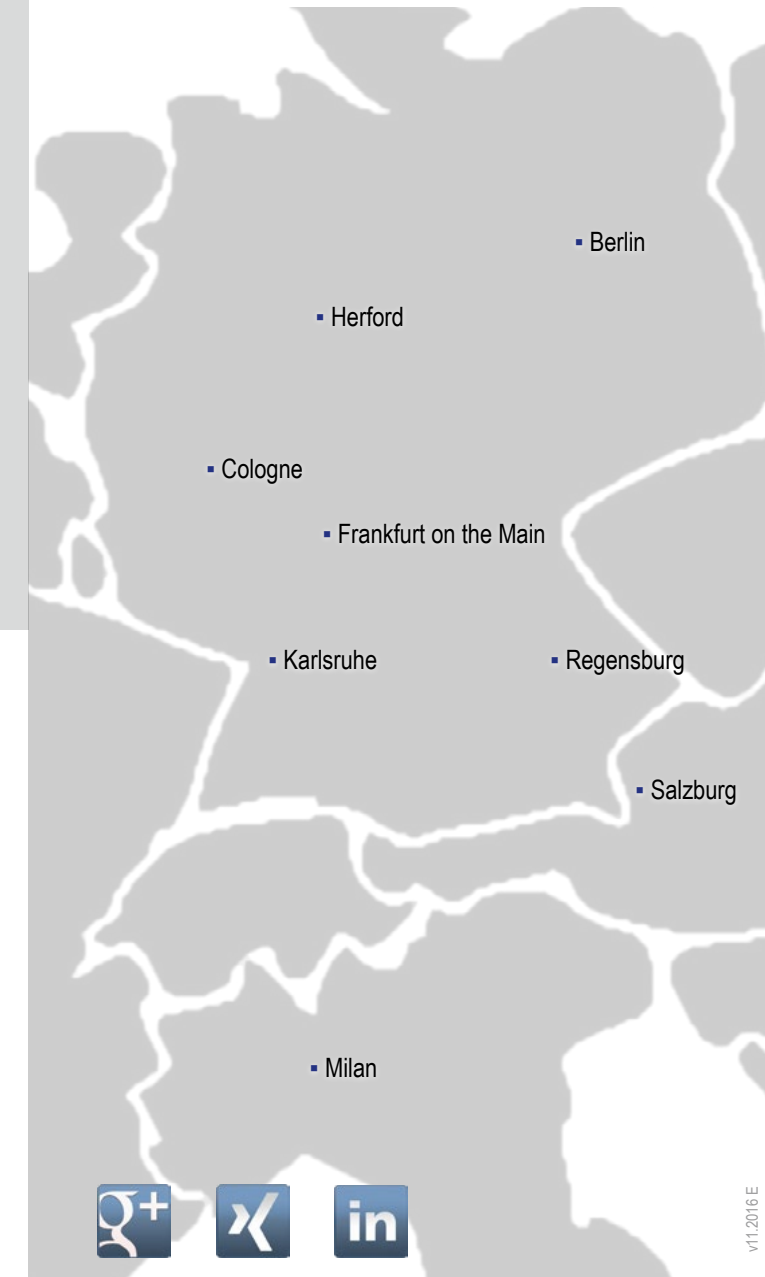 ▪ Berlin
▪ Herford
▪ Cologne
▪ Frankfurt on the Main
▪ Karlsruhe
▪ Regensburg
▪ Salzburg
▪ Milan
g+
in
v11.2016 E